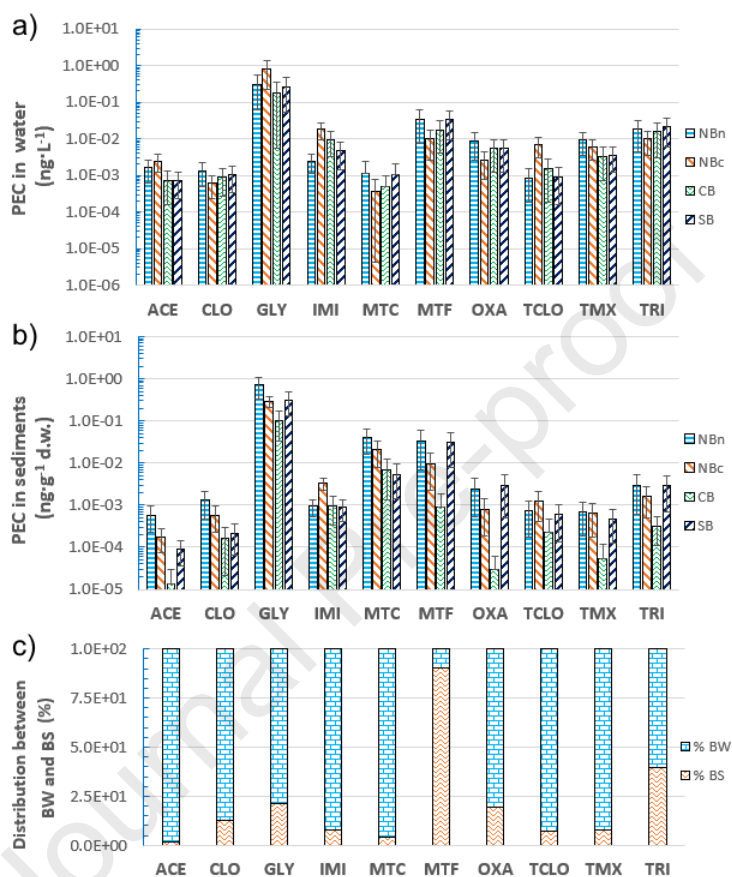 a)
PEC in water
(ng·L⁻¹)
1.0E+01
1.0E+00
1.0E-01
1.0E-02
1.0E-03
1.0E-04
1.0E-05
1.0E-06
ACE CLO GLY IMI MTC MTF OXA TCLO TMX TRI
NBn
NBc
CB
SB
b)
PEC in sediments
(ng·g⁻¹ d.w.)
1.0E+01
1.0E+00
1.0E-01
1.0E-02
1.0E-03
1.0E-04
1.0E-05
ACE CLO GLY IMI MTC MTF OXA TCLO TMX TRI
NBn
NBc
CB
SB
c)
Distribution between
BW and BS (%)
1.0E+02
7.5E+01
5.0E+01
2.5E+01
0.0E+00
ACE CLO GLY IMI MTC MTF OXA TCLO TMX TRI
% BW
% BS
Journal Pre-proof